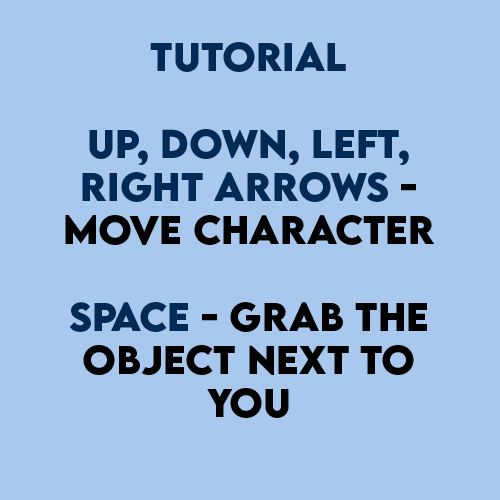 TUTORIAL
UP, DOWN, LEFT,
RIGHT ARROWS -
MOVE CHARACTER
SPACE - GRAB THE
OBJECT NEXT TO
YOU